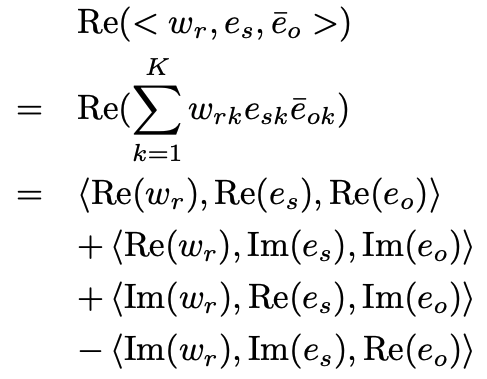 Re(< w_r, e_s, ē_o >)
= Re(∑_{k=1}^{K} w_{rk} e_{sk} ē_{ok})
= ⟨Re(w_r), Re(e_s), Re(e_o)⟩
+ ⟨Re(w_r), Im(e_s), Im(e_o)⟩
+ ⟨Im(w_r), Re(e_s), Im(e_o)⟩
− ⟨Im(w_r), Im(e_s), Re(e_o)⟩